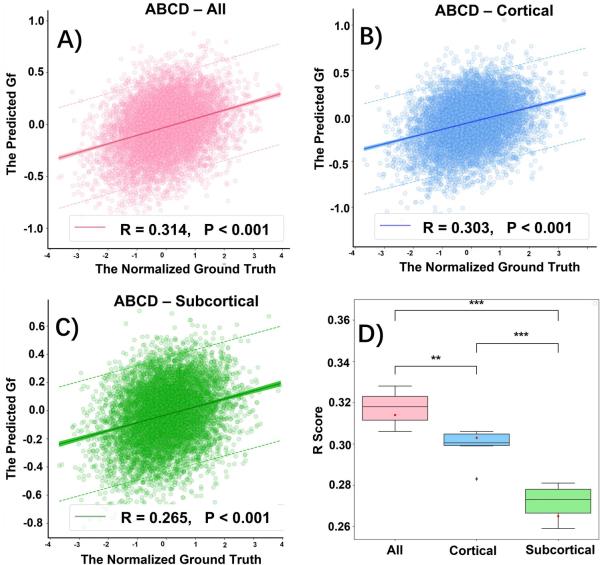 ABCD – All
A)
The Predicted Gf
1.0
0.5
0.0
-0.5
-1.0
R = 0.314, P < 0.001
-4 -3 -2 -1 0 1 2 3 4
The Normalized Ground Truth
ABCD – Cortical
B)
The Predicted Gf
1.0
0.5
0.0
-0.5
-1.0
R = 0.303, P < 0.001
-4 -3 -2 -1 0 1 2 3 4
The Normalized Ground Truth
ABCD – Subcortical
C)
The Predicted Gf
0.6
0.4
0.2
0.0
-0.2
-0.4
-0.6
-0.8
R = 0.265, P < 0.001
-4 -3 -2 -1 0 1 2 3 4
The Normalized Ground Truth
D)
R Score
0.36
0.34
0.32
0.30
0.28
0.26
***
***
**
All Cortical Subcortical